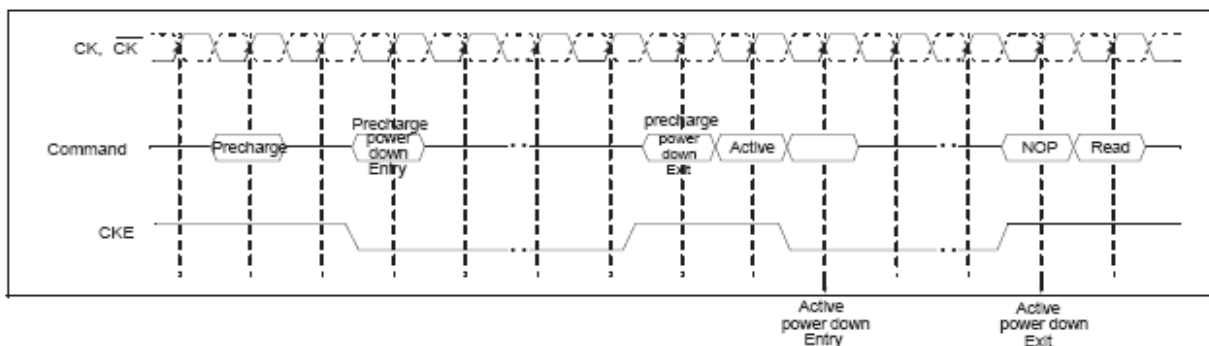 CK, CK
Command
Precharge
Precharge
power
down
Entry
precharge
power
down
Exit
Active
NOP
Read
CKE
Active
power down
Entry
Active
power down
Exit